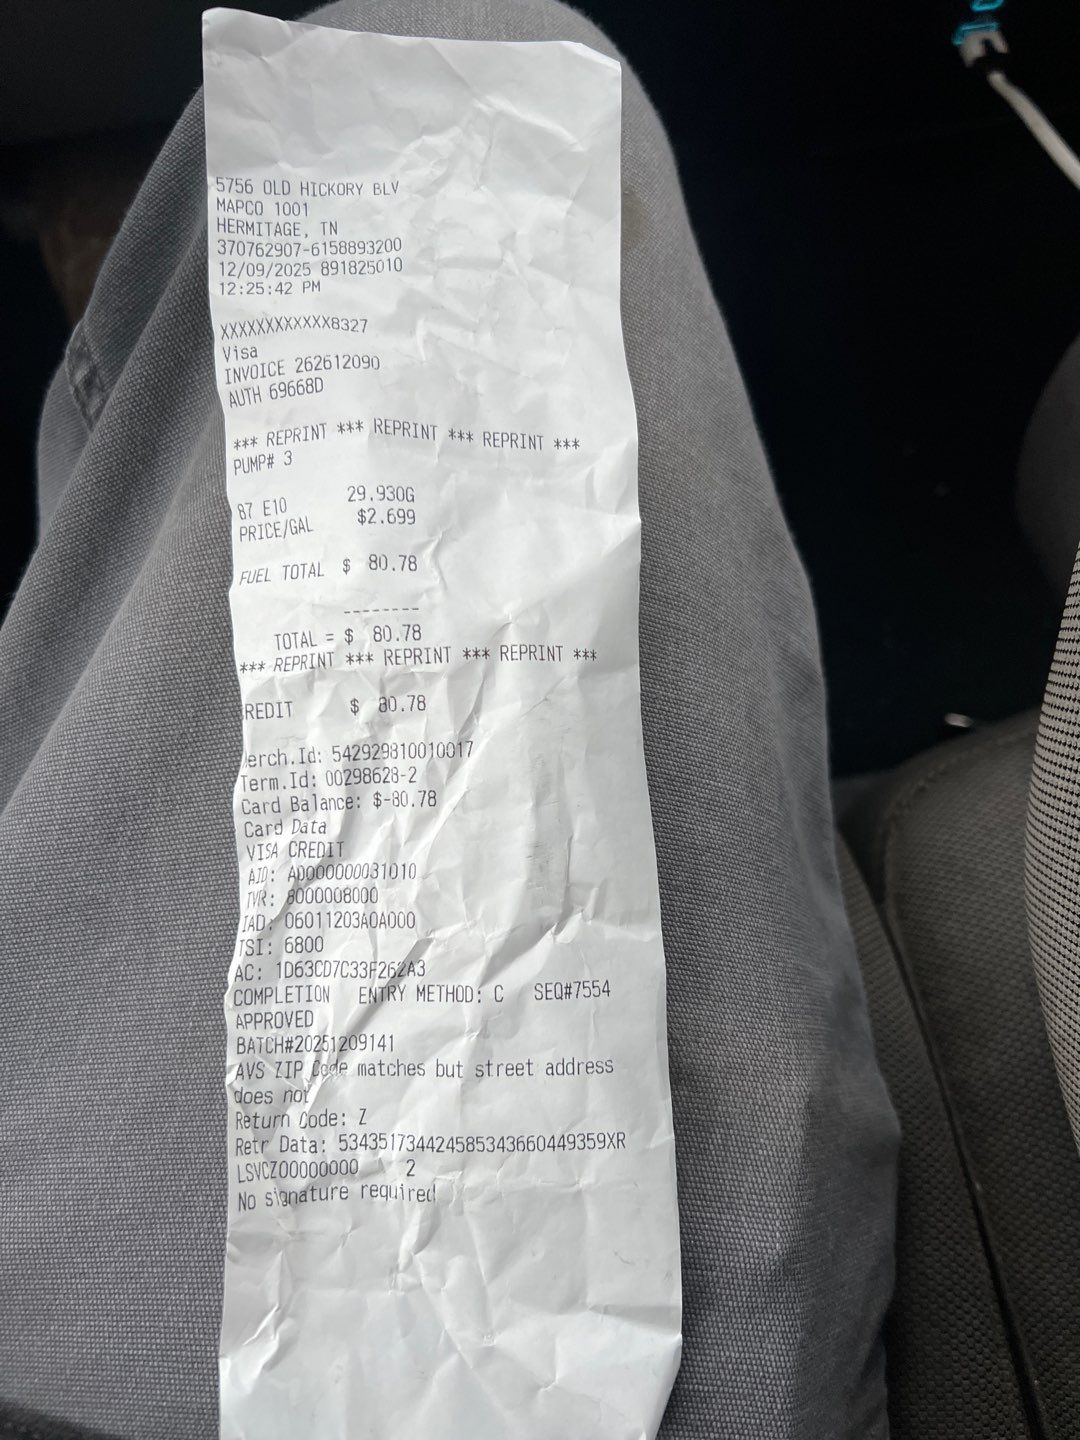 5756 OLD HICKORY BLV
MAPCO 1001
HERMITAGE, TN
370762907-6158893200
12/09/2025 891825010
12:25:42 PM
XXXXXXXXXXXX8327
Visa
INVOICE 262612090
AUTH 69668D
*** REPRINT *** REPRINT *** REPRINT ***
PUMP# 3
87 E10 29.930G
PRICE/GAL $2.699
FUEL TOTAL $ 80.78
--------
TOTAL = $ 80.78
*** REPRINT *** REPRINT *** REPRINT ***
REDIT $ 80.78
erch.Id: 542929810010017
Term.Id: 00298628-2
Card Balance: $-80.78
Card Data
VISA CREDIT
AID: A0000000031010
TVR: 8000008000
IAD: 06011203A0A000
TSI: 6800
AC: 1D63CD7C33F262A3
COMPLETION ENTRY METHOD: C SEQ#7554
APPROVED
BATCH#20251209141
AVS ZIP Code matches but street address
does not
Return Code: Z
Retr Data: 5343517344245853436604493​59XR
LSVCZ00000000 2
No signature required